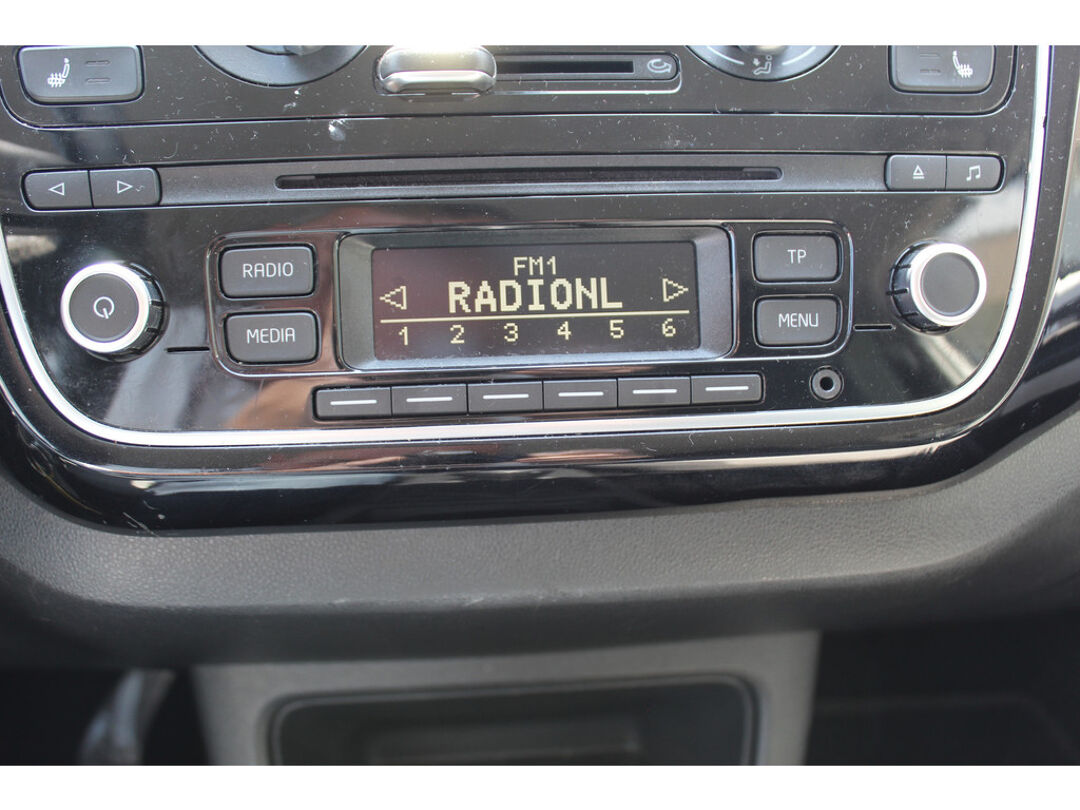 RADIO
MEDIA
FM1
RADIONL
1 2 3 4 5 6
TP
MENU